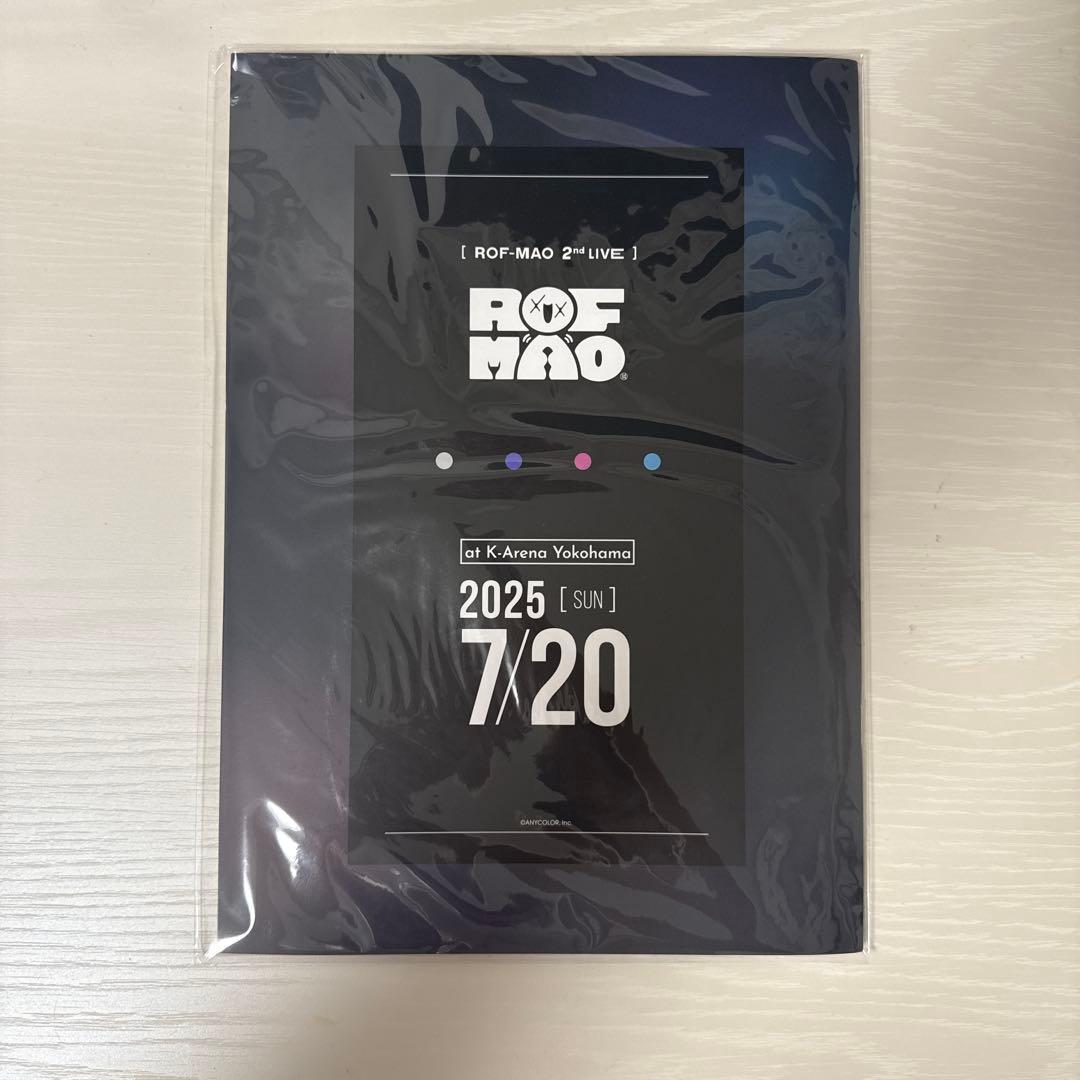 [ ROF-MAO 2nd LIVE ]
ROF
MAO
at K-Arena Yokohama
2025 [ SUN ]
7/20
©ANYCOLOR, Inc.